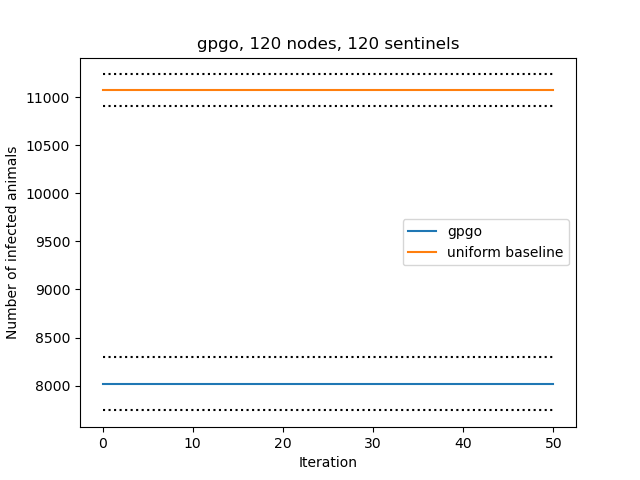 gpgo, 120 nodes, 120 sentinels
11000
10500
10000
9500
9000
8500
8000
Number of infected animals
gpgo
uniform baseline
0 10 20 30 40 50
Iteration